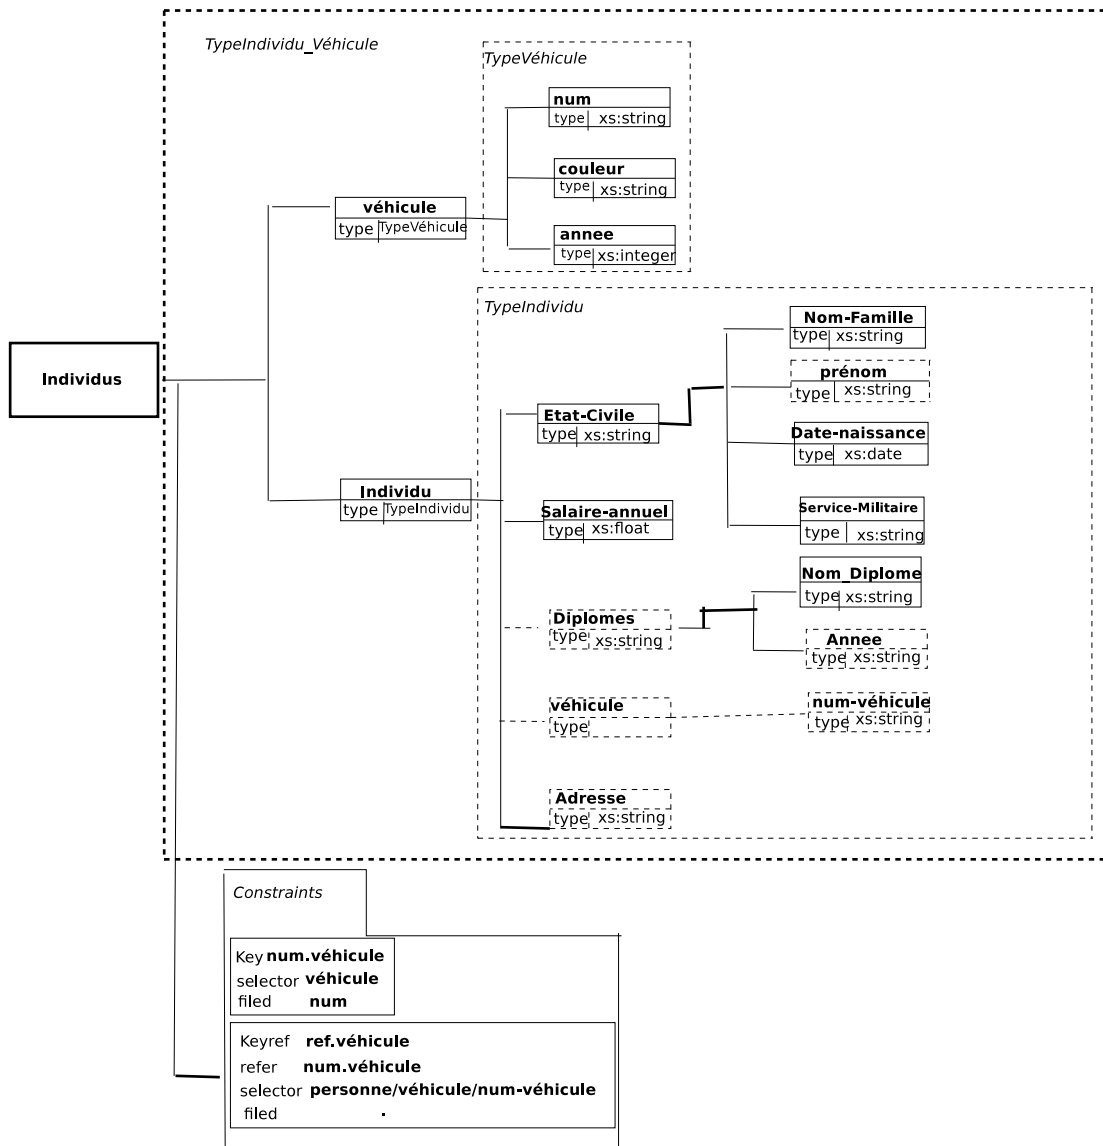 TypeIndividu_Véhicule
TypeVéhicule
num
type xs:string
couleur
type xs:string
annee
type xs:integer
véhicule
type TypeVéhicule
Individus
TypeIndividu
Individu
type TypeIndividu
Etat-Civile
type xs:string
Nom-Famille
type xs:string
prénom
type xs:string
Date-naissance
type xs:date
Service-Militaire
type xs:string
Salaire-annuel
type xs:float
Diplomes
type xs:string
Nom_Diplome
type xs:string
Annee
type xs:string
véhicule
type
num-véhicule
type xs:string
Adresse
type xs:string
Constraints
Key num.véhicule
selector véhicule
filed num
Keyref ref.véhicule
refer num.véhicule
selector personne/véhicule/num-véhicule
filed .